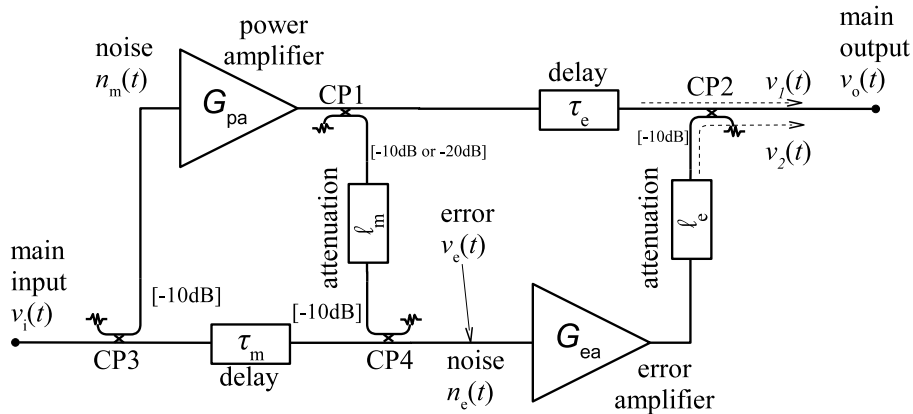 noise
n_m(t)
power
amplifier
G_pa
CP1
delay
τ_e
CP2
v_1(t)
main
output
v_o(t)
[-10dB or -20dB]
[-10dB]
v_2(t)
attenuation
ℓ_m
error
v_e(t)
attenuation
ℓ_e
main
input
v_i(t)
[-10dB]
[-10dB]
CP3
τ_m
delay
CP4
noise
n_e(t)
G_ea
error
amplifier